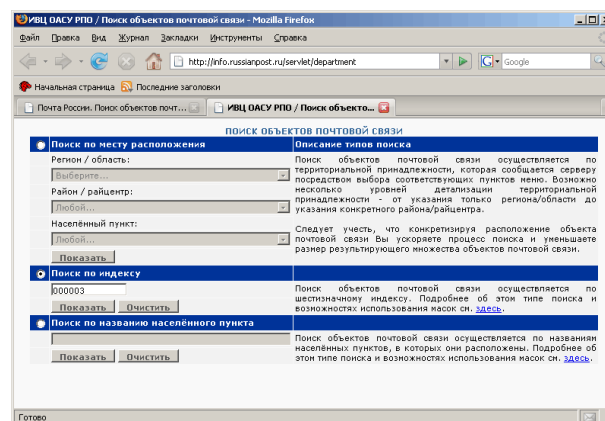 ИВЦ ОАСУ РПО / Поиск объектов почтовой связи - Mozilla Firefox
Файл Правка Вид Журнал Закладки Инструменты Справка
http://info.russianpost.ru/servlet/department
Google
Начальная страница Последние заголовки
Почта России. Поиск объектов почт... ИВЦ ОАСУ РПО / Поиск объекто...
ПОИСК ОБЪЕКТОВ ПОЧТОВОЙ СВЯЗИ
Поиск по месту расположения
Регион / область:
Выберите...
Район / райцентр:
Любой...
Населённый пункт:
Любой...
Показать
Описание типов поиска
Поиск объектов почтовой связи осуществляется по
территориальной принадлежности, которая сообщается серверу
посредством выбора соответствующих пунктов меню. Возможно
несколько уровней детализации территориальной
принадлежности - от указания только региона/области до
указания конкретного района/райцентра.
Следует учесть, что конкретизируя расположение объекта
почтовой связи Вы ускоряете процесс поиска и уменьшаете
размер результирующего множества объектов почтовой связи.
Поиск по индексу
000003
Показать Очистить
Поиск объектов почтовой связи осуществляется по
шестизначному индексу. Подробнее об этом типе поиска и
возможностях использования масок см. здесь.
Поиск по названию населённого пункта
Показать Очистить
Поиск объектов почтовой связи осуществляется по названиям
населённых пунктов, в которых они расположены. Подробнее об
этом типе поиска и возможностях использования масок см. здесь.
Готово